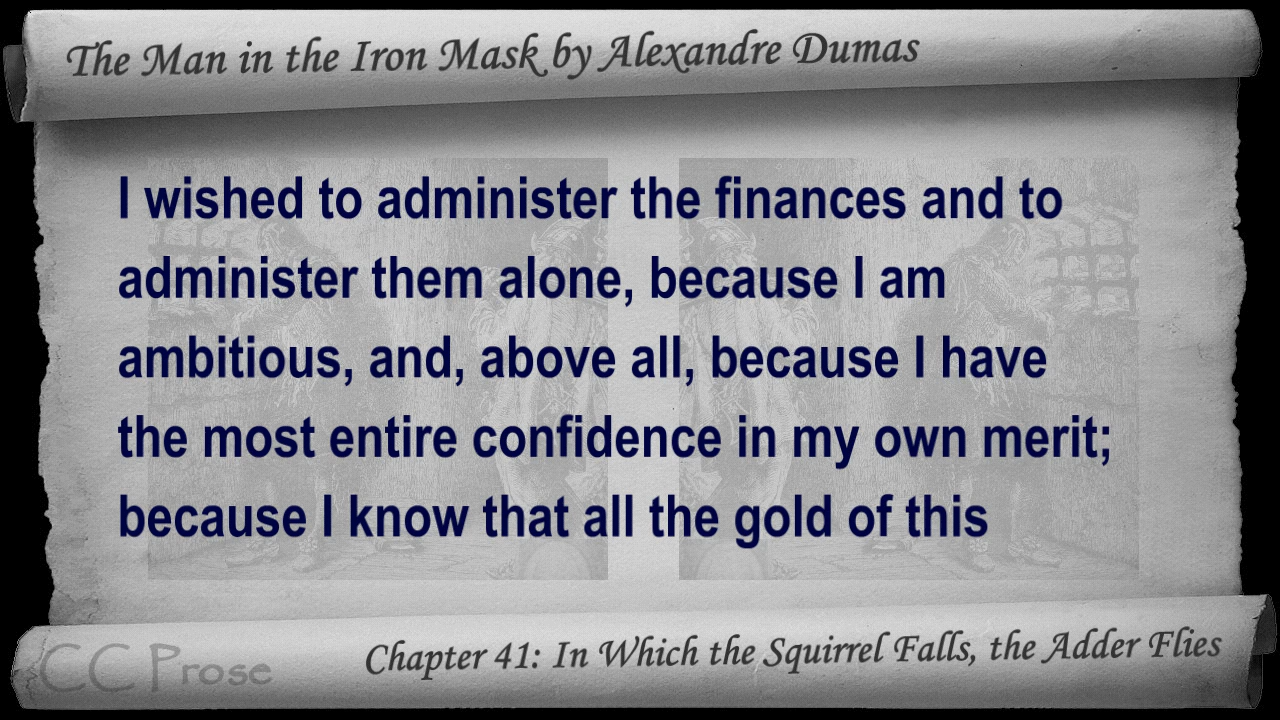 The Man in the Iron Mask by Alexandre Dumas
I wished to administer the finances and to
administer them alone, because I am
ambitious, and, above all, because I have
the most entire confidence in my own merit;
because I know that all the gold of this
CC Prose
Chapter 41: In Which the Squirrel Falls, the Adder Flies